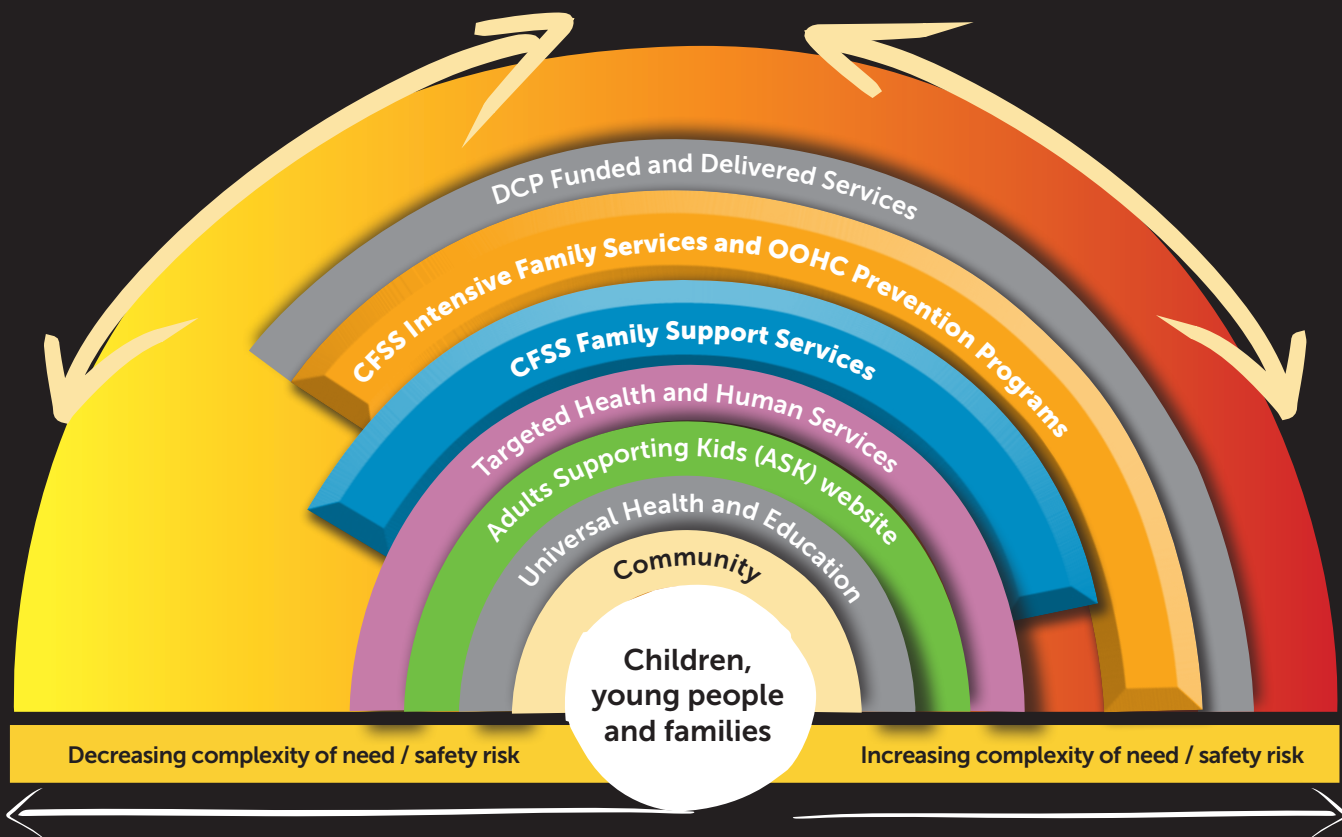 DCP Funded and Delivered Services
CFSS Intensive Family Services and OOHC Prevention Programs
CFSS Family Support Services
Targeted Health and Human Services
Adults Supporting Kids (ASK) website
Universal Health and Education
Community
Children,
young people
and families
Decreasing complexity of need / safety risk
Increasing complexity of need / safety risk